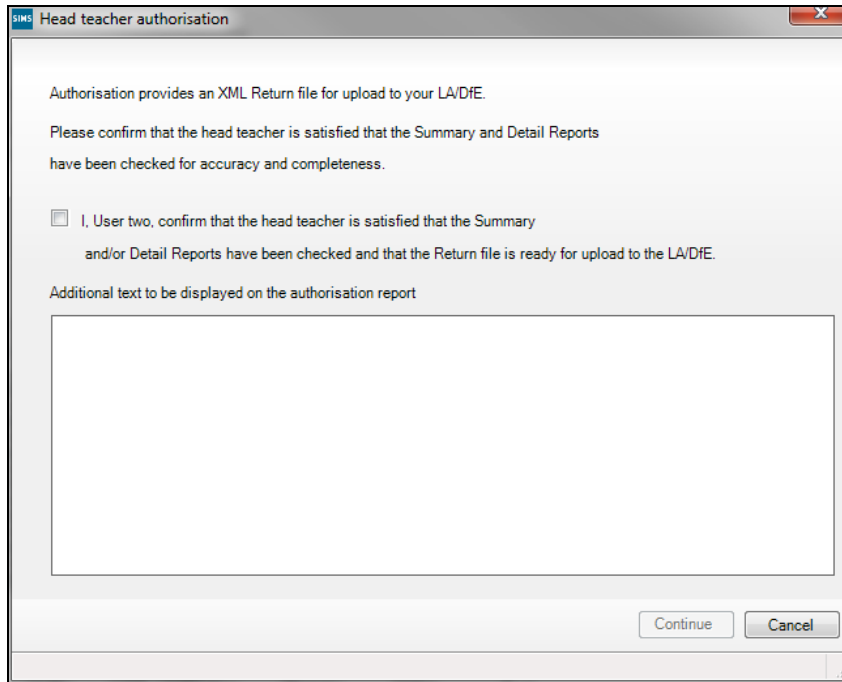 SIMS Head teacher authorisation
Authorisation provides an XML Return file for upload to your LA/DfE.
Please confirm that the head teacher is satisfied that the Summary and Detail Reports
have been checked for accuracy and completeness.
I, User two, confirm that the head teacher is satisfied that the Summary
and/or Detail Reports have been checked and that the Return file is ready for upload to the LA/DfE.
Additional text to be displayed on the authorisation report
Continue Cancel